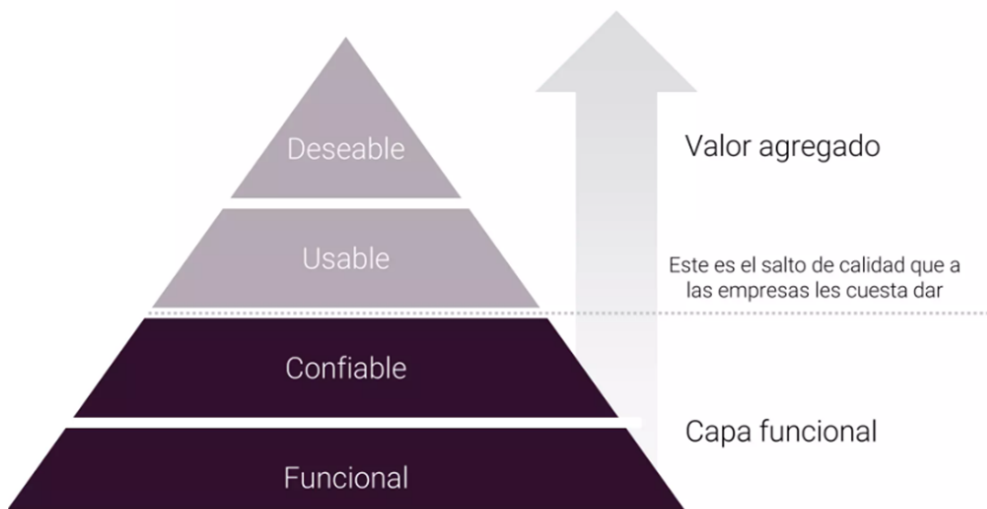 Deseable
Valor agregado
Usable
Este es el salto de calidad que a
las empresas les cuesta dar
Confiable
Capa funcional
Funcional